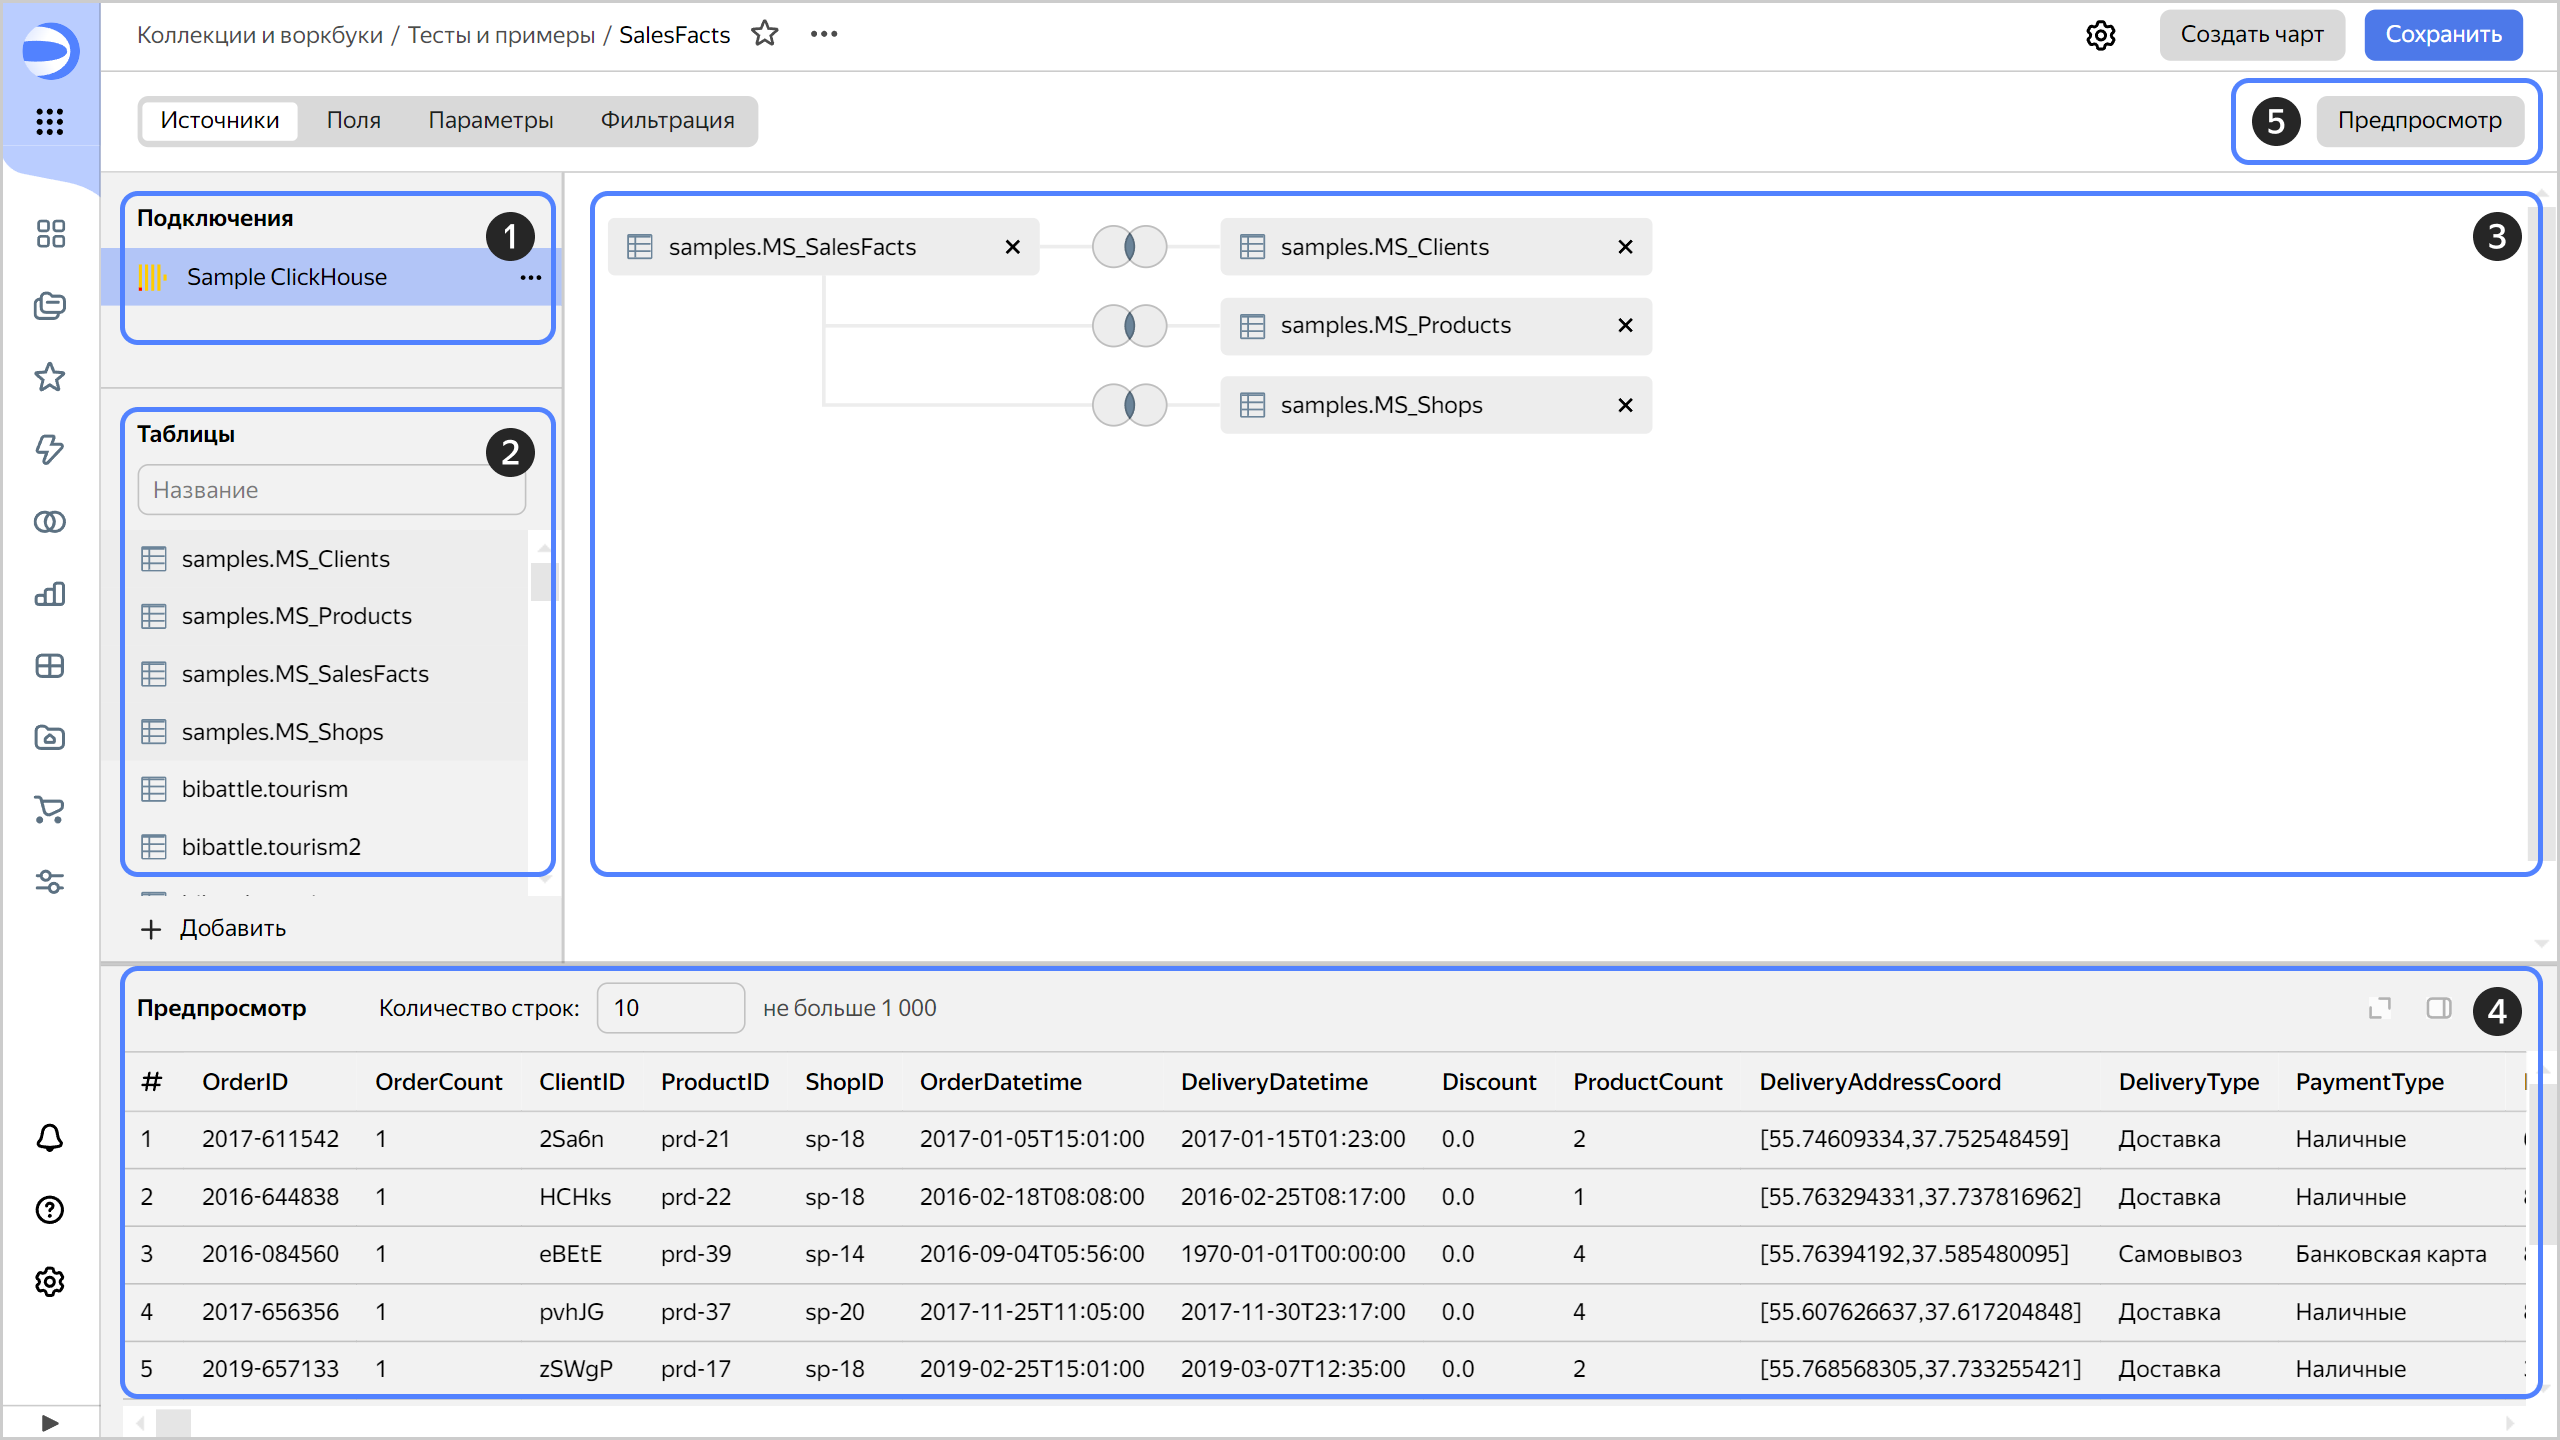 Коллекции и воркбуки / Тесты и примеры / SalesFacts
Создать чарт
Сохранить
Источники Поля Параметры Фильтрация
5 Предпросмотр
Подключения
1
Sample ClickHouse
Таблицы
2
Название
samples.MS_Clients
samples.MS_Products
samples.MS_SalesFacts
samples.MS_Shops
bibattle.tourism
bibattle.tourism2
+ Добавить
3
samples.MS_SalesFacts samples.MS_Clients
samples.MS_Products
samples.MS_Shops
Предпросмотр Количество строк: 10 не больше 1 000
4
# OrderID OrderCount ClientID ProductID ShopID OrderDatetime DeliveryDatetime Discount ProductCount DeliveryAddressCoord DeliveryType PaymentType
1 2017-611542 1 2Sa6n prd-21 sp-18 2017-01-05T15:01:00 2017-01-15T01:23:00 0.0 2 [55.74609334,37.752548459] Доставка Наличные
2 2016-644838 1 HCHks prd-22 sp-18 2016-02-18T08:08:00 2016-02-25T08:17:00 0.0 1 [55.763294331,37.737816962] Доставка Наличные
3 2016-084560 1 eBEtE prd-39 sp-14 2016-09-04T05:56:00 1970-01-01T00:00:00 0.0 4 [55.76394192,37.585480095] Самовывоз Банковская карта
4 2017-656356 1 pvhJG prd-37 sp-20 2017-11-25T11:05:00 2017-11-30T23:17:00 0.0 4 [55.607626637,37.617204848] Доставка Наличные
5 2019-657133 1 zSWgP prd-17 sp-18 2019-02-25T15:01:00 2019-03-07T12:35:00 0.0 2 [55.768568305,37.733255421] Доставка Наличные